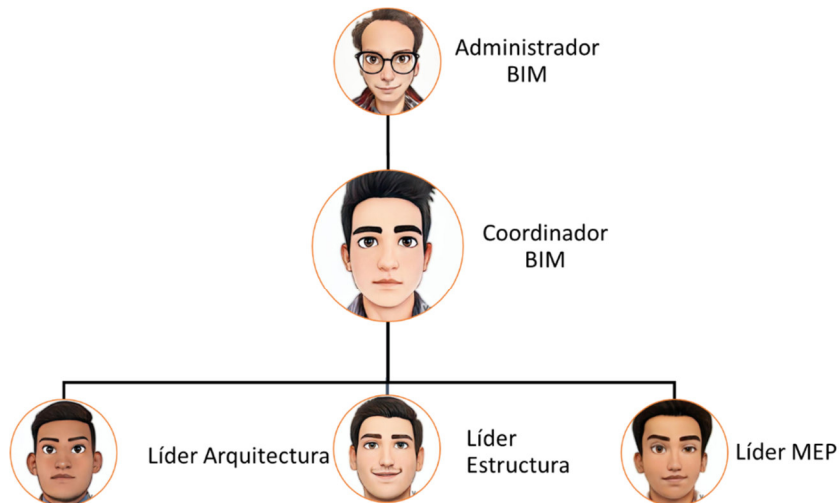 Administrador
BIM
Coordinador
BIM
Líder Arquitectura
Líder
Estructura
Líder MEP